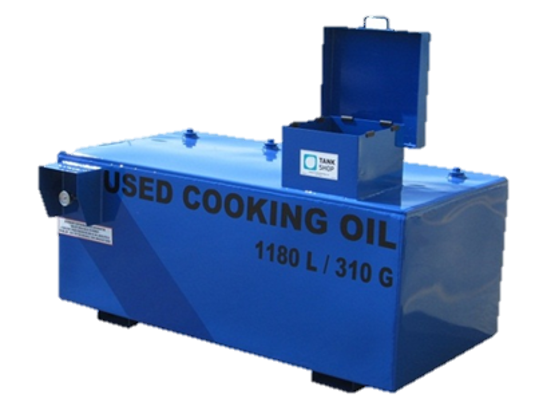 TANK
SHOP
USED COOKING OIL
1180 L / 310 G